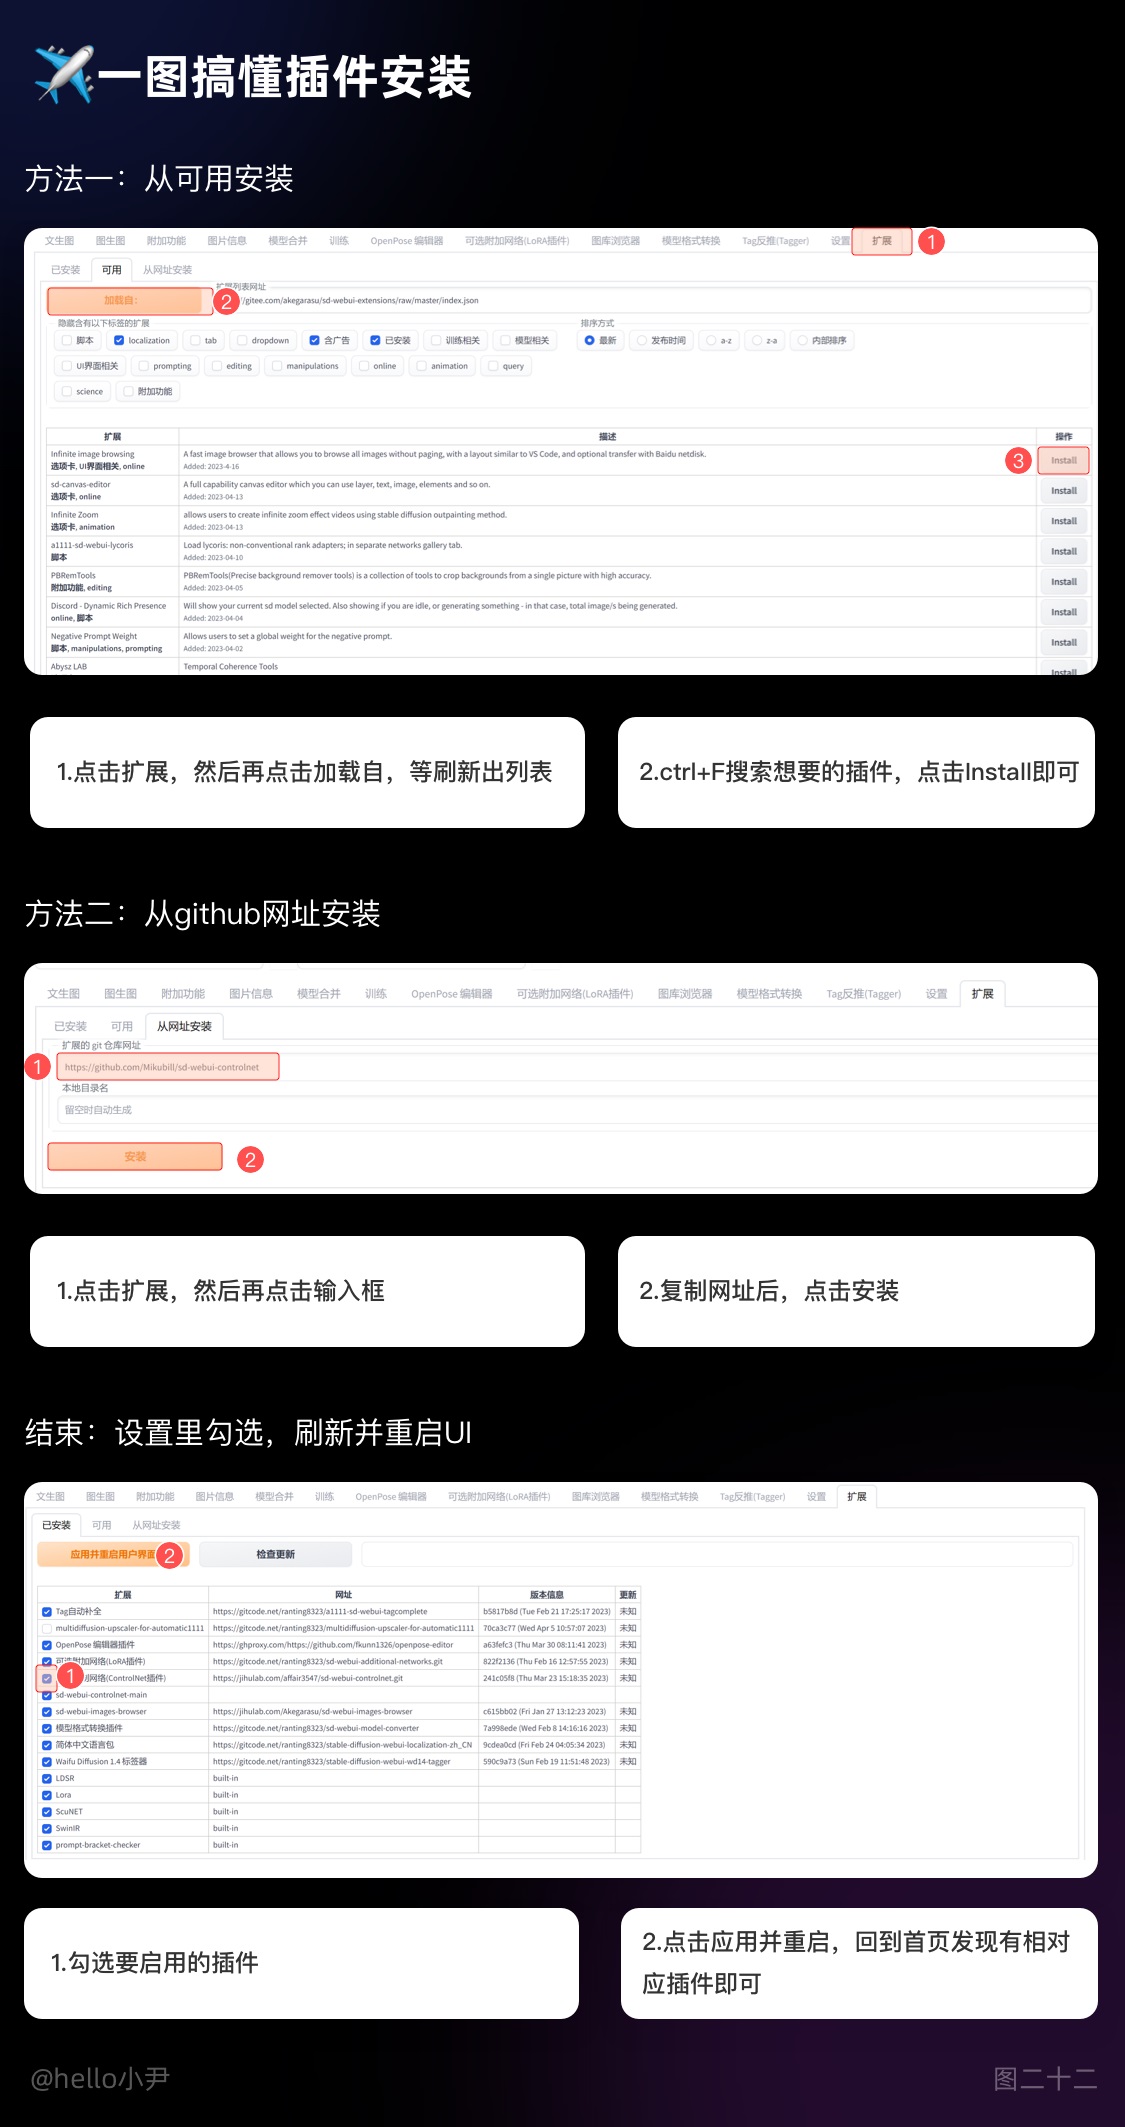 一图搞懂插件安装
方法一：从可用安装
文生图 图生图 附加功能 图片信息 模型合并 训练 OpenPose 编辑器 可选附加网络(LoRA插件) 图库浏览器 模型格式转换 Tag反推(Tagger) 设置 扩展 1
已安装 可用 从网址安装
扩展列表网址
加载自： 2 /gitee.com/akegarasu/sd-webui-extensions/raw/master/index.json
隐藏含有以下标签的扩展 排序方式
脚本 localization tab dropdown 含广告 已安装 训练相关 模型相关 最新 发布时间 a-z z-a 内部排序
UI界面相关 prompting editing manipulations online animation query
science 附加功能
扩展 描述 操作
Infinite image browsing A fast image browser that allows you to browse all images without paging, with a layout similar to VS Code, and optional transfer with Baidu netdisk. 3 Install
选项卡, UI界面相关, online Added: 2023-4-16
sd-canvas-editor A full capability canvas editor which you can use layer, text, image, elements and so on. Install
选项卡, online Added: 2023-04-13
Infinite Zoom allows users to create infinite zoom effect videos using stable diffusion outpainting method. Install
选项卡, animation Added: 2023-04-13
a1111-sd-webui-lycoris Load lycoris: non-conventional rank adapters; in separate networks gallery tab. Install
脚本 Added: 2023-04-10
PBRemTools PBRemTools(Precise background remover tools) is a collection of tools to crop backgrounds from a single picture with high accuracy. Install
附加功能, editing Added: 2023-04-05
Discord - Dynamic Rich Presence Will show your current sd model selected. Also showing if you are idle, or generating something - in that case, total image/s being generated. Install
online, 脚本 Added: 2023-04-04
Negative Prompt Weight Allows users to set a global weight for the negative prompt. Install
脚本, manipulations, prompting Added: 2023-04-02
Abysz LAB Temporal Coherence Tools Install
1.点击扩展，然后再点击加载自，等刷新出列表
2.ctrl+F搜索想要的插件，点击Install即可
方法二：从github网址安装
文生图 图生图 附加功能 图片信息 模型合并 训练 OpenPose 编辑器 可选附加网络(LoRA插件) 图库浏览器 模型格式转换 Tag反推(Tagger) 设置 扩展
已安装 可用 从网址安装
扩展的 git 仓库网址
1 https://github.com/Mikubill/sd-webui-controlnet
本地目录名
留空时自动生成
安装 2
1.点击扩展，然后再点击输入框
2.复制网址后，点击安装
结束：设置里勾选，刷新并重启UI
文生图 图生图 附加功能 图片信息 模型合并 训练 OpenPose 编辑器 可选附加网络(LoRA插件) 图库浏览器 模型格式转换 Tag反推(Tagger) 设置 扩展
已安装 可用 从网址安装
应用并重启用户界面 2 检查更新
扩展 网址 版本信息 更新
Tag自动补全 https://gitcode.net/ranting8323/a1111-sd-webui-tagcomplete b5817b8d (Tue Feb 21 17:25:17 2023) 未知
multidiffusion-upscaler-for-automatic1111 https://gitcode.net/ranting8323/multidiffusion-upscaler-for-automatic1111 70ca3c77 (Wed Apr 5 10:57:07 2023) 未知
OpenPose 编辑器插件 https://ghproxy.com/https://github.com/fkunn1326/openpose-editor a63fefc3 (Thu Mar 30 08:11:41 2023) 未知
可选附加网络(LoRA插件) https://gitcode.net/ranting8323/sd-webui-additional-networks.git 822f2136 (Thu Feb 16 12:57:55 2023) 未知
1 制网络(ControlNet插件) https://jihulab.com/affair3547/sd-webui-controlnet.git 241c05f8 (Thu Mar 23 15:18:35 2023) 未知
sd-webui-controlnet-main
sd-webui-images-browser https://jihulab.com/Akegarasu/sd-webui-images-browser c615bb02 (Fri Jan 27 13:12:23 2023) 未知
模型格式转换插件 https://gitcode.net/ranting8323/sd-webui-model-converter 7a998ede (Wed Feb 8 14:16:16 2023) 未知
简体中文语言包 https://gitcode.net/ranting8323/stable-diffusion-webui-localization-zh_CN 9cdea0cd (Fri Feb 24 04:05:34 2023) 未知
Waifu Diffusion 1.4 标签器 https://gitcode.net/ranting8323/stable-diffusion-webui-wd14-tagger 590c9a73 (Sun Feb 19 11:51:48 2023) 未知
LDSR built-in
Lora built-in
ScuNET built-in
SwinIR built-in
prompt-bracket-checker built-in
1.勾选要启用的插件
2.点击应用并重启，回到首页发现有相对
应插件即可
@hello小尹
图二十二